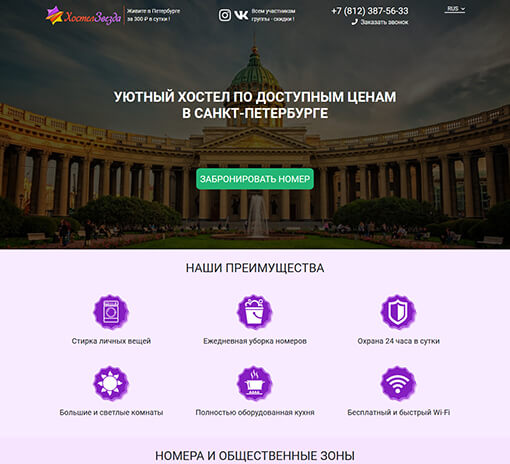 ХостелЗвезда
Живите в Петербурге
за 300 ₽ в сутки !
Всем участникам
группы - скидки !
+7 (812) 387-56-33
Заказать звонок
RUS
УЮТНЫЙ ХОСТЕЛ ПО ДОСТУПНЫМ ЦЕНАМ
В САНКТ-ПЕТЕРБУРГЕ
ЗАБРОНИРОВАТЬ НОМЕР
НАШИ ПРЕИМУЩЕСТВА
Стирка личных вещей
Ежедневная уборка номеров
Охрана 24 часа в сутки
Большие и светлые комнаты
Полностью оборудованная кухня
Бесплатный и быстрый Wi-Fi
НОМЕРА И ОБЩЕСТВЕННЫЕ ЗОНЫ